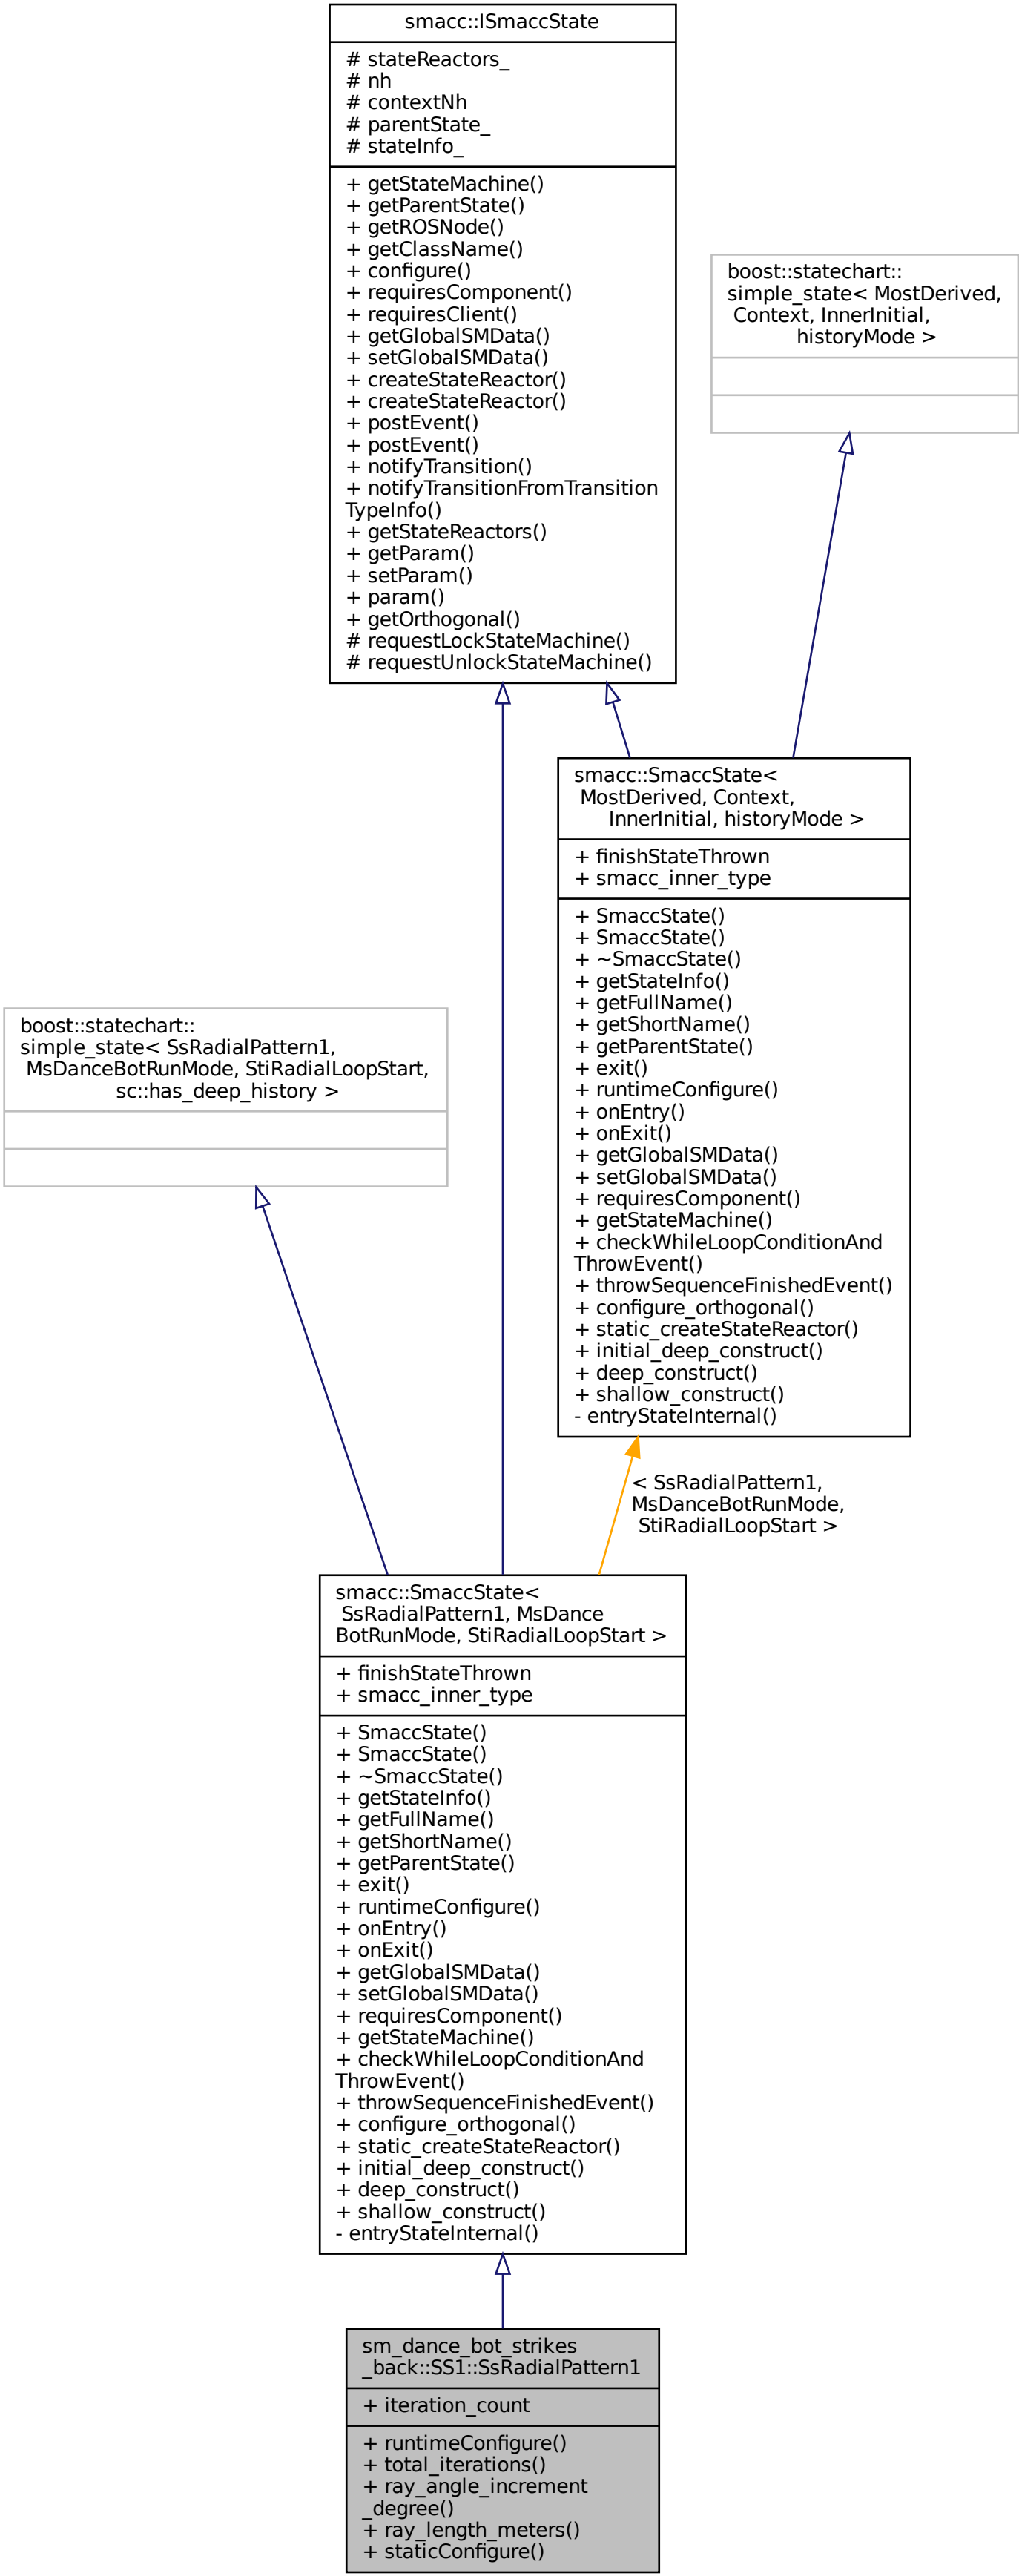 smacc::ISmaccState
# stateReactors_
# nh
# contextNh
# parentState_
# stateInfo_
+ getStateMachine()
+ getParentState()
+ getROSNode()
+ getClassName()
+ configure()
+ requiresComponent()
+ requiresClient()
+ getGlobalSMData()
+ setGlobalSMData()
+ createStateReactor()
+ createStateReactor()
+ postEvent()
+ postEvent()
+ notifyTransition()
+ notifyTransitionFromTransition
TypeInfo()
+ getStateReactors()
+ getParam()
+ setParam()
+ param()
+ getOrthogonal()
# requestLockStateMachine()
# requestUnlockStateMachine()
boost::statechart::
simple_state< MostDerived,
Context, InnerInitial,
historyMode >
smacc::SmaccState<
MostDerived, Context,
InnerInitial, historyMode >
+ finishStateThrown
+ smacc_inner_type
+ SmaccState()
+ SmaccState()
+ ~SmaccState()
+ getStateInfo()
+ getFullName()
+ getShortName()
+ getParentState()
+ exit()
+ runtimeConfigure()
+ onEntry()
+ onExit()
+ getGlobalSMData()
+ setGlobalSMData()
+ requiresComponent()
+ getStateMachine()
+ checkWhileLoopConditionAnd
ThrowEvent()
+ throwSequenceFinishedEvent()
+ configure_orthogonal()
+ static_createStateReactor()
+ initial_deep_construct()
+ deep_construct()
+ shallow_construct()
- entryStateInternal()
boost::statechart::
simple_state< SsRadialPattern1,
MsDanceBotRunMode, StiRadialLoopStart,
sc::has_deep_history >
< SsRadialPattern1,
MsDanceBotRunMode,
StiRadialLoopStart >
smacc::SmaccState<
SsRadialPattern1, MsDance
BotRunMode, StiRadialLoopStart >
+ finishStateThrown
+ smacc_inner_type
+ SmaccState()
+ SmaccState()
+ ~SmaccState()
+ getStateInfo()
+ getFullName()
+ getShortName()
+ getParentState()
+ exit()
+ runtimeConfigure()
+ onEntry()
+ onExit()
+ getGlobalSMData()
+ setGlobalSMData()
+ requiresComponent()
+ getStateMachine()
+ checkWhileLoopConditionAnd
ThrowEvent()
+ throwSequenceFinishedEvent()
+ configure_orthogonal()
+ static_createStateReactor()
+ initial_deep_construct()
+ deep_construct()
+ shallow_construct()
- entryStateInternal()
sm_dance_bot_strikes
_back::SS1::SsRadialPattern1
+ iteration_count
+ runtimeConfigure()
+ total_iterations()
+ ray_angle_increment
_degree()
+ ray_length_meters()
+ staticConfigure()